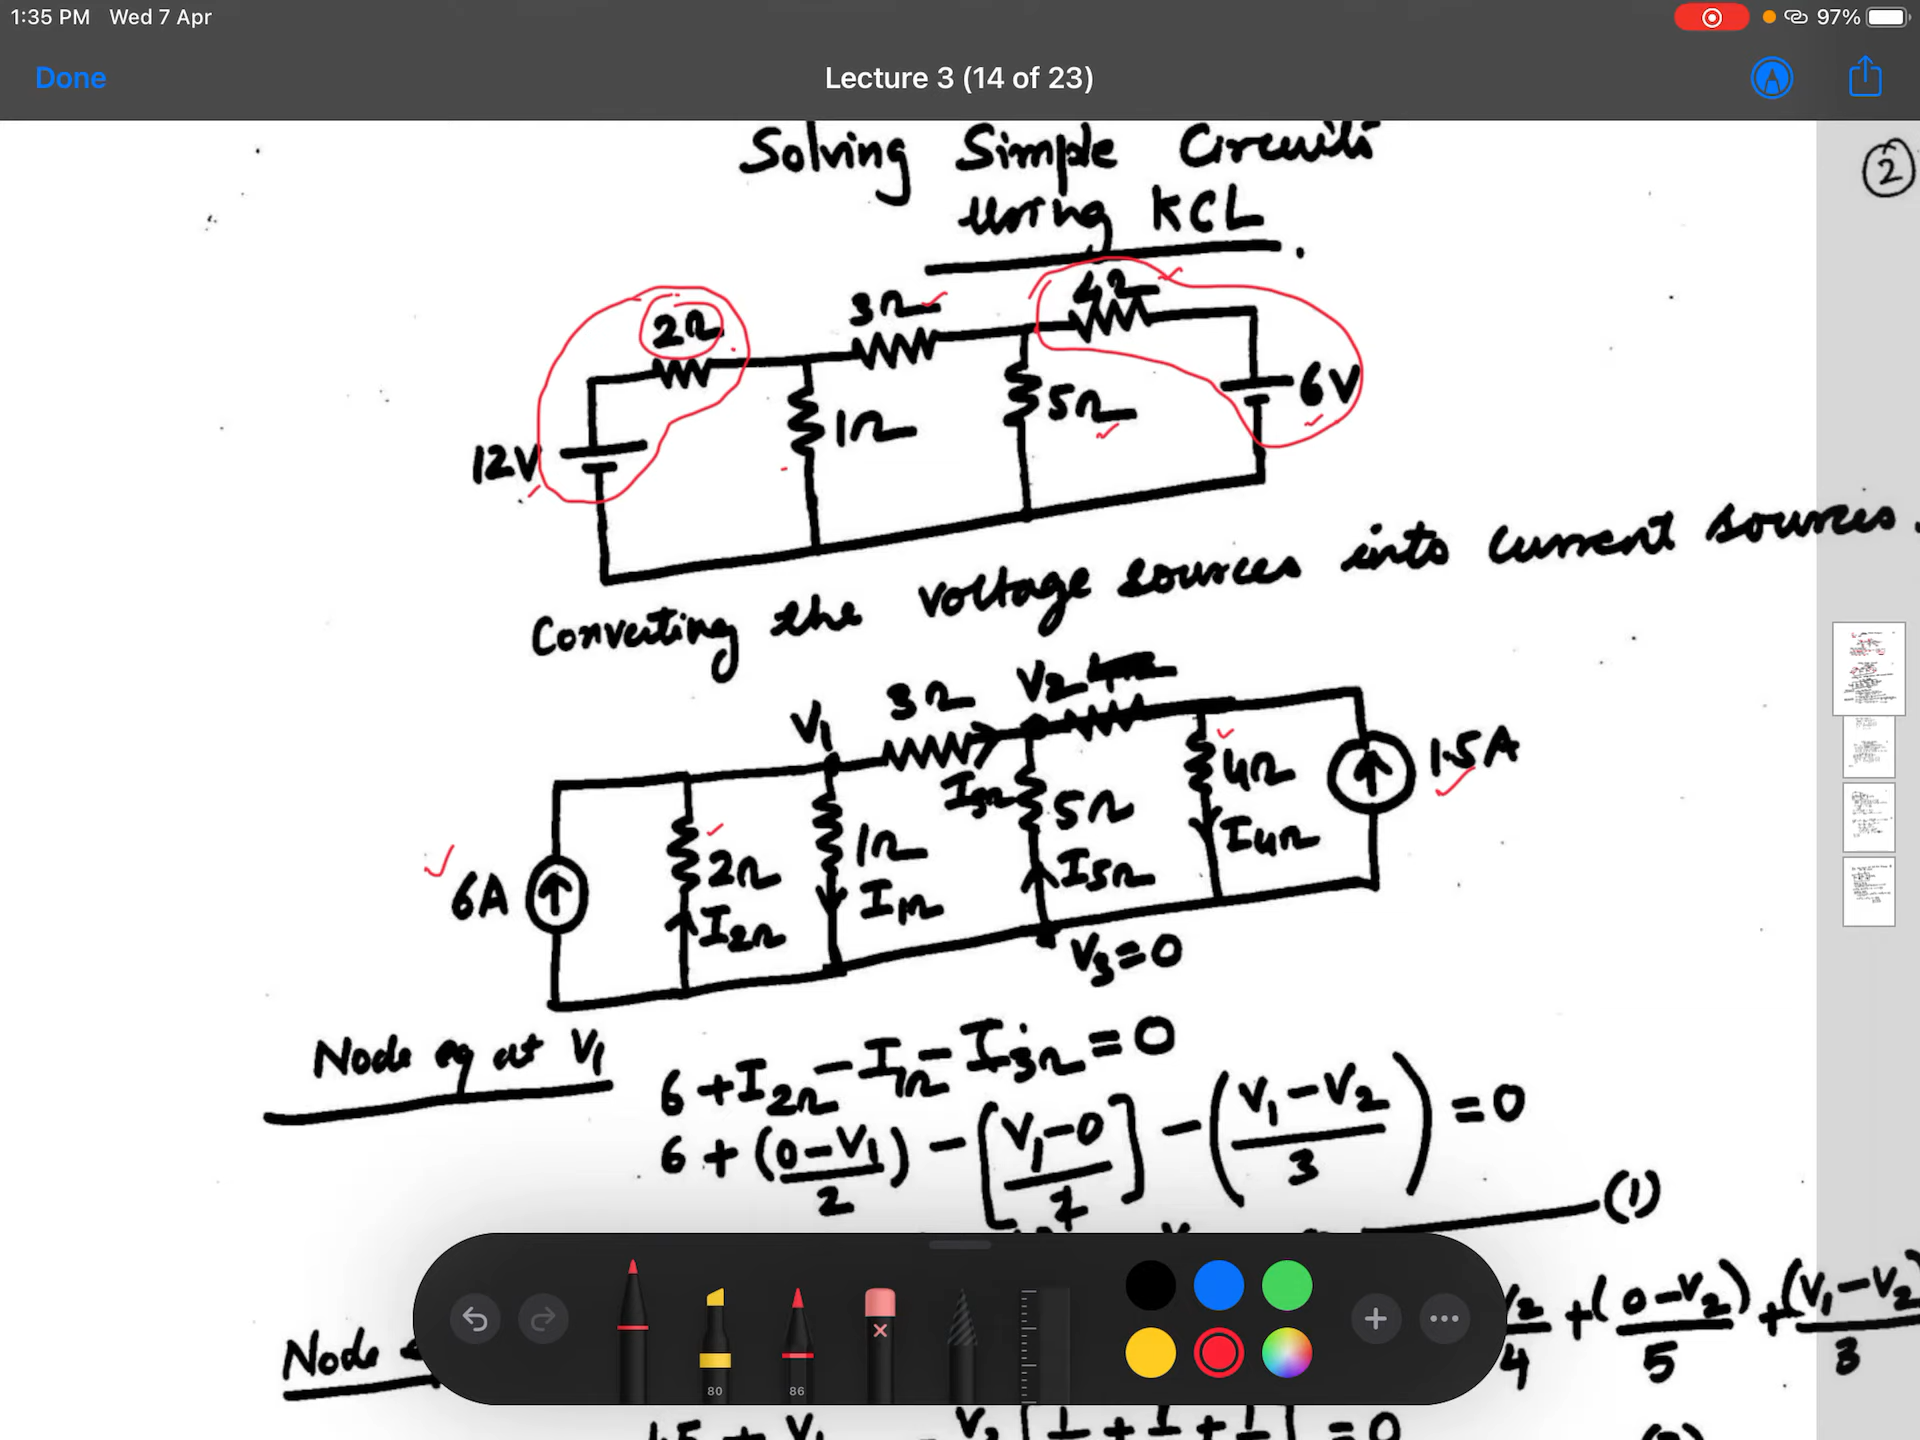 1:35 PM Wed 7 Apr
97%
Done
Lecture 3 (14 of 23)
Solving Simple Circuits
using KCL
2
2Ω
3Ω
4Ω
12V
1Ω
5Ω
6V
Converting the voltage sources into current sources.
V1
3Ω
V2
6A
2Ω
I2Ω
1Ω
I1Ω
I3Ω
5Ω
I5Ω
4Ω
I4Ω
1.5A
V3=0
Node eq at V1
6+I2Ω-I1Ω-I3Ω=0
6+(0-V1)/2 - [V1-0/1] - (V1-V2/3) =0
(1)
Node
/4 +(0-V2)/5 +(V1-V2/3
80
86
=0